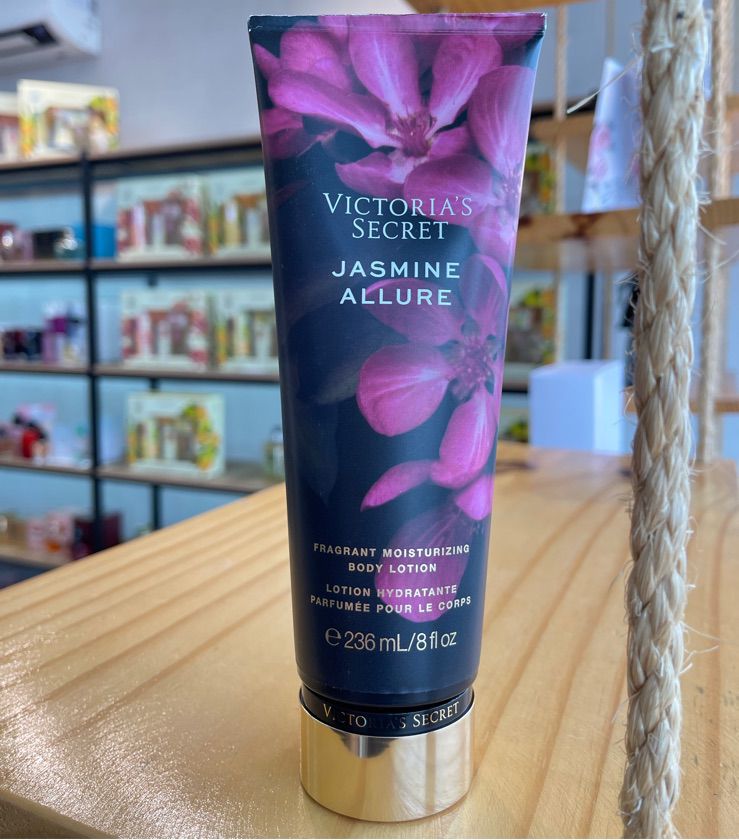 VICTORIA'S
SECRET
JASMINE
ALLURE
FRAGRANT MOISTURIZING
BODY LOTION
LOTION HYDRATANTE
PARFUMÉE POUR LE CORPS
℮ 236 mL/8 fl oz
VICTORIA'S SECRET